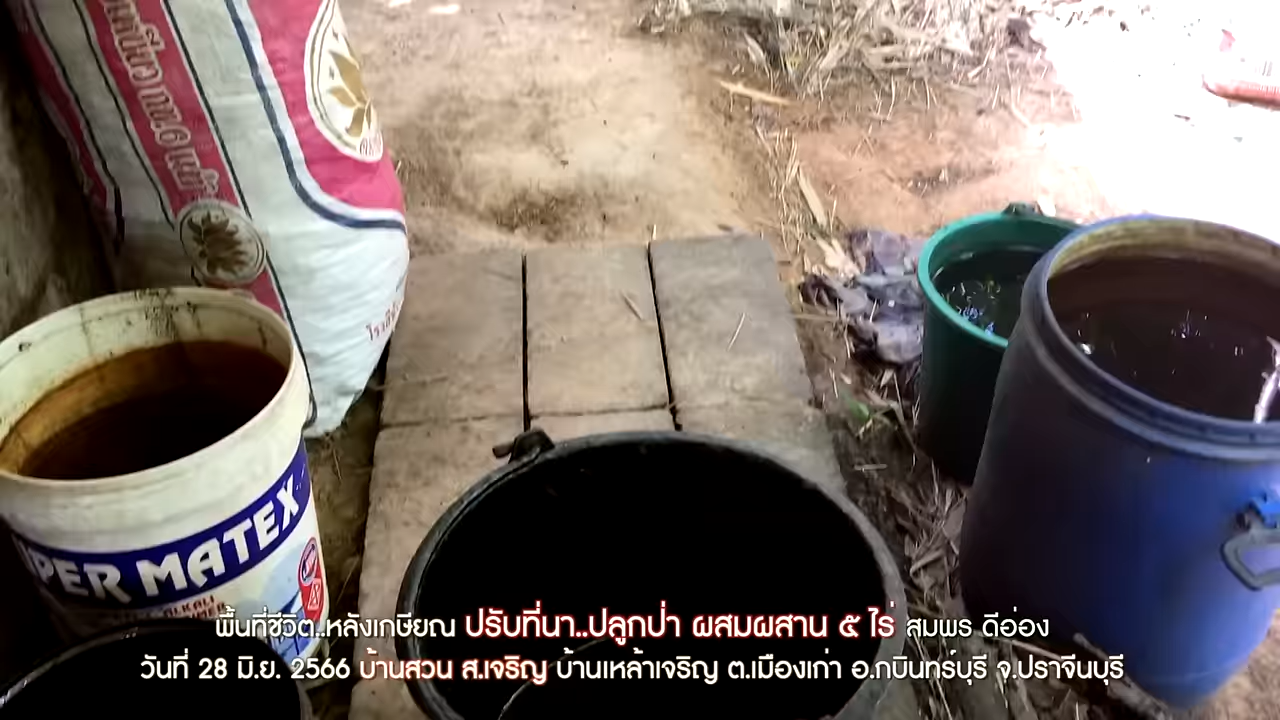 SUPER MATEX
ALKALI
พื้นที่ชีวิต..หลังเกษียณ ปรับที่นา..ปลูกป่า ผสมผสาน ๕ ไร่ สมพร ดีอ่อง
วันที่ 28 มิ.ย. 2566 บ้านสวน ส.เจริญ บ้านเหล้าเจริญ ต.เมืองเก่า อ.กบินทร์บุรี จ.ปราจีนบุรี